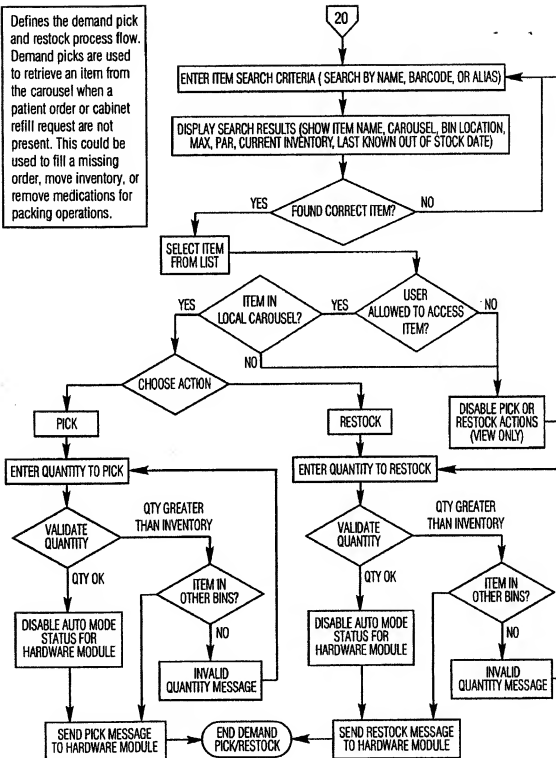 Defines the demand pick
and restock process flow.
Demand picks are used
to retrieve an item from
the carousel when a
patient order or cabinet
refill request are not
present. This could be
used to fill a missing
order, move inventory, or
remove medications for
packing operations.
20
ENTER ITEM SEARCH CRITERIA ( SEARCH BY NAME, BARCODE, OR ALIAS)
DISPLAY SEARCH RESULTS (SHOW ITEM NAME, CAROUSEL, BIN LOCATION,
MAX, PAR, CURRENT INVENTORY, LAST KNOWN OUT OF STOCK DATE)
YES
FOUND CORRECT ITEM?
NO
SELECT ITEM
FROM LIST
YES
ITEM IN
LOCAL CAROUSEL?
YES
USER
ALLOWED TO ACCESS
ITEM?
NO
NO
CHOOSE ACTION
DISABLE PICK OR
RESTOCK ACTIONS
(VIEW ONLY)
PICK
RESTOCK
ENTER QUANTITY TO PICK
ENTER QUANTITY TO RESTOCK
VALIDATE
QUANTITY
QTY GREATER
THAN INVENTORY
VALIDATE
QUANTITY
QTY GREATER
THAN INVENTORY
QTY OK
ITEM IN
OTHER BINS?
QTY OK
ITEM IN
OTHER BINS?
DISABLE AUTO MODE
STATUS FOR
HARDWARE MODULE
NO
DISABLE AUTO MODE
STATUS FOR
HARDWARE MODULE
NO
INVALID
QUANTITY MESSAGE
INVALID
QUANTITY MESSAGE
SEND PICK MESSAGE
TO HARDWARE MODULE
END DEMAND
PICK/RESTOCK
SEND RESTOCK MESSAGE
TO HARDWARE MODULE